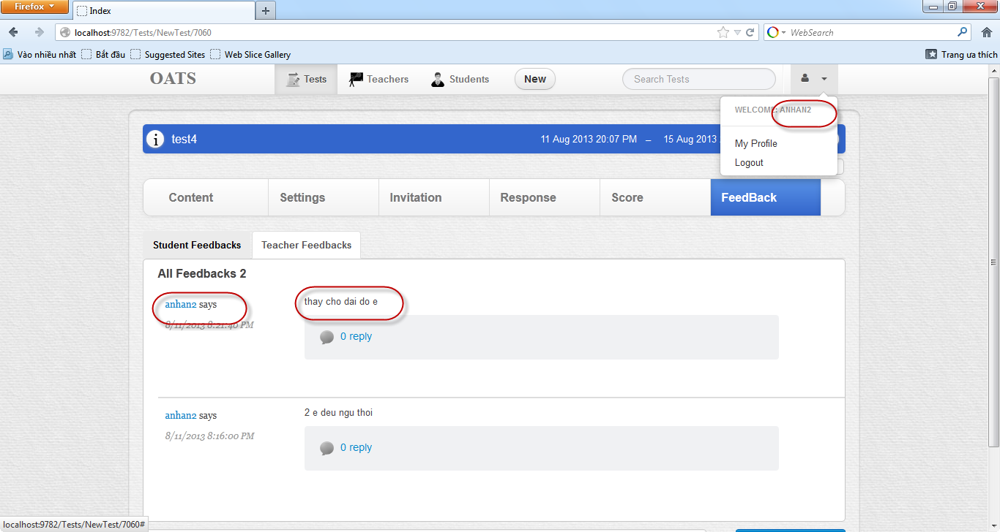 Firefox
Index
localhost:9782/Tests/NewTest/7060
WebSearch
Vào nhiều nhất
Bắt đầu
Suggested Sites
Web Slice Gallery
Trang ưa thích
OATS
Tests
Teachers
Students
New
Search Tests
WELCOME: ANHAN2
My Profile
Logout
i test4
11 Aug 2013 20:07 PM – 15 Aug 2013
Content
Settings
Invitation
Response
Score
FeedBack
Student Feedbacks
Teacher Feedbacks
All Feedbacks 2
anhan2 says
thay cho dai do e
8/11/2013 8:21:40 PM
0 reply
anhan2 says
2 e deu ngu thoi
8/11/2013 8:16:00 PM
0 reply
localhost:9782/Tests/NewTest/7060#